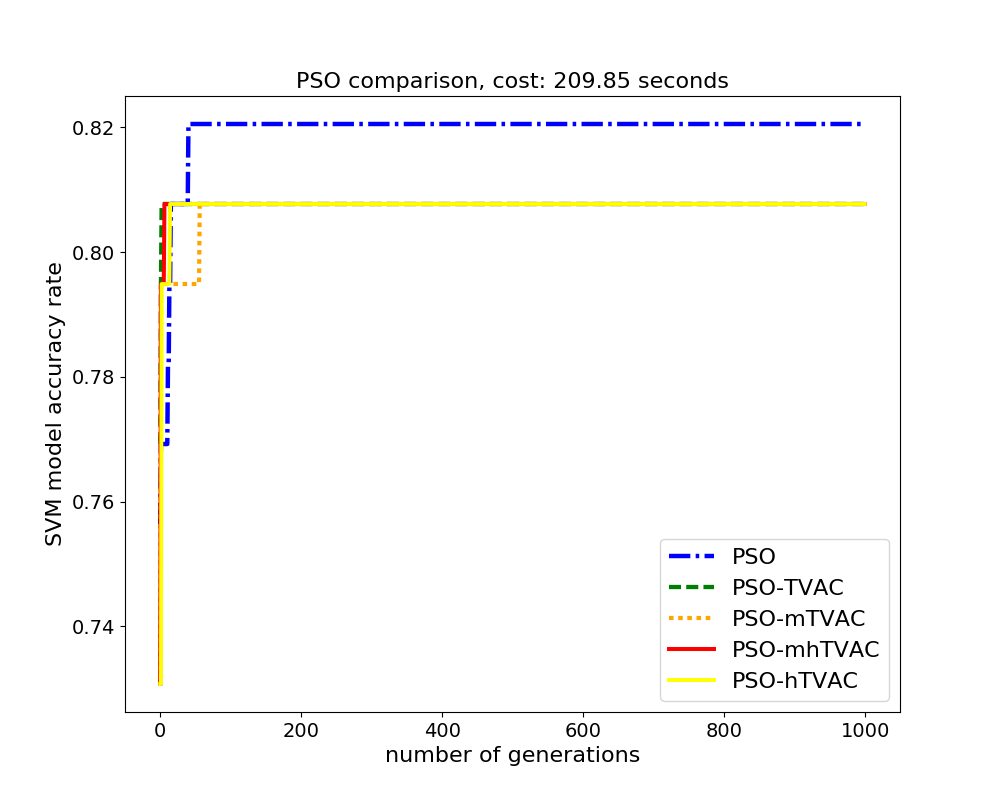 PSO comparison, cost: 209.85 seconds
SVM model accuracy rate
0.82
0.80
0.78
0.76
0.74
PSO
PSO-TVAC
PSO-mTVAC
PSO-mhTVAC
PSO-hTVAC
0 200 400 600 800 1000
number of generations